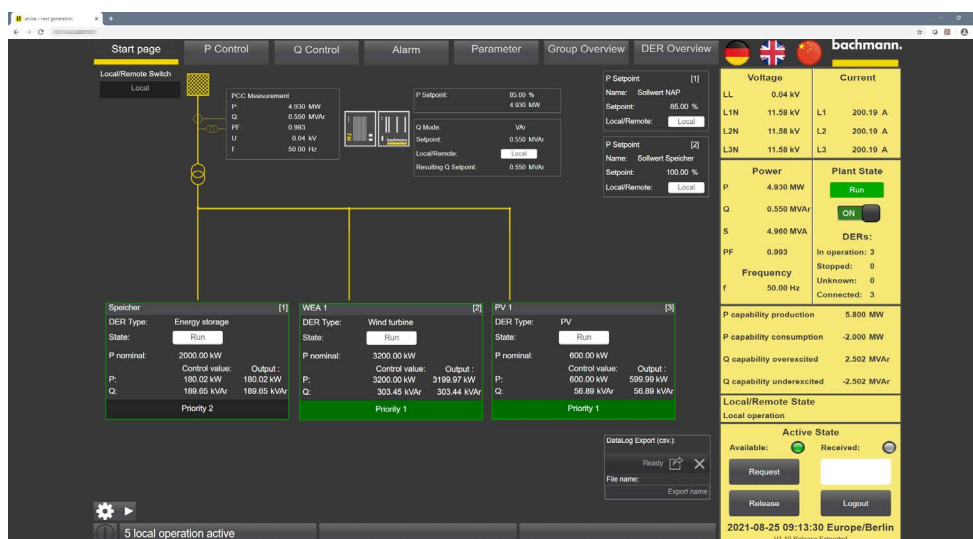 atvise - next generation
Start page
P Control
Q Control
Alarm
Parameter
Group Overview
DER Overview
bachmann.
Local/Remote Switch
Local
PCC Measurement
P: 4.930 MW
Q: 0.550 MVAr
PF: 0.993
U: 0.04 kV
f: 50.00 Hz
P Setpoint: 85.00 %
4.930 MW
Q Mode: VAr
Setpoint: 0.550 MVAr
Local/Remote: Local
Resulting Q Setpoint: 0.550 MVAr
P Setpoint [1]
Name: Sollwert NAP
Setpoint: 85.00 %
Local/Remote: Local
P Setpoint [2]
Name: Sollwert Speicher
Setpoint: 100.00 %
Local/Remote: Local
Voltage
LL 0.04 kV
L1N 11.58 kV
L2N 11.58 kV
L3N 11.58 kV
Current
L1 200.19 A
L2 200.19 A
L3 200.19 A
Power
P 4.930 MW
Q 0.550 MVAr
S 4.960 MVA
PF 0.993
Frequency
f 50.00 Hz
Plant State
Run
ON
DERs:
In operation: 3
Stopped: 0
Unknown: 0
Connected: 3
Speicher [1]
DER Type: Energy storage
State: Run
P nominal: 2000.00 kW
Control value: Output :
P: 180.02 kW 180.02 kW
Q: 189.65 kVAr 189.65 kVAr
Priority 2
WEA 1 [2]
DER Type: Wind turbine
State: Run
P nominal: 3200.00 kW
Control value: Output :
P: 3200.00 kW 3199.97 kW
Q: 303.45 kVAr 303.44 kVAr
Priority 1
PV 1 [3]
DER Type: PV
State: Run
P nominal: 600.00 kW
Control value: Output :
P: 600.00 kW 599.99 kW
Q: 56.89 kVAr 56.89 kVAr
Priority 1
P capability production 5.800 MW
P capability consumption -2.000 MW
Q capability overexcited 2.502 MVAr
Q capability underexcited -2.502 MVAr
Local/Remote State
Local operation
Active State
Available: Received:
Request
Release
Logout
DataLog Export (csv.):
Ready
File name:
Export name
5 local operation active
2021-08-25 09:13:30 Europe/Berlin
V1.10 Release Extended